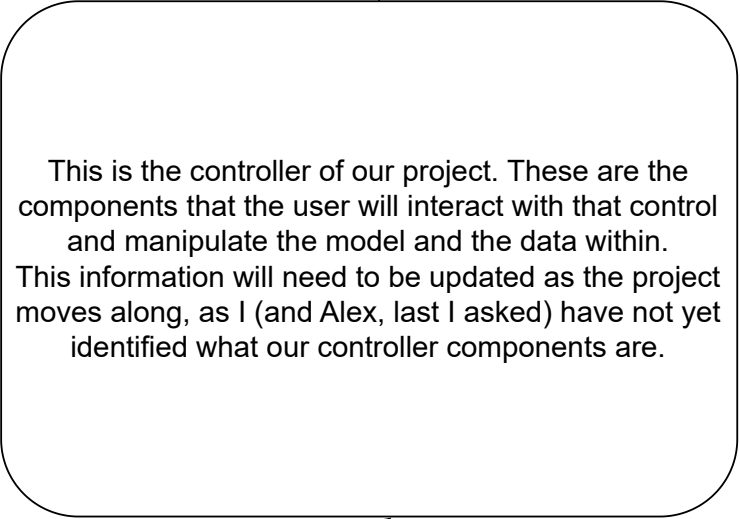 This is the controller of our project. These are the
components that the user will interact with that control
and manipulate the model and the data within.
This information will need to be updated as the project
moves along, as I (and Alex, last I asked) have not yet
identified what our controller components are.